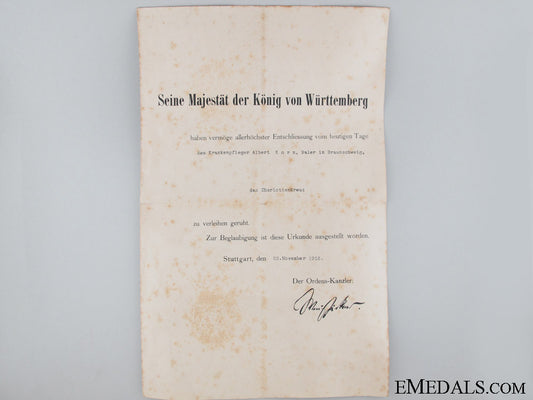 Seine Majestät der König von Württemberg
haben vermöge allerhöchster Entschliessung vom heutigen Tage
dem Krankenpfleger Albert Korn, Maler in Braunschweig,
das Charlottenkreuz
zu verleihen geruht.
Zur Beglaubigung ist diese Urkunde ausgestellt worden.
Stuttgart, den 25.November 1916.
Der Ordens-Kanzler:
EMEDALS.COM